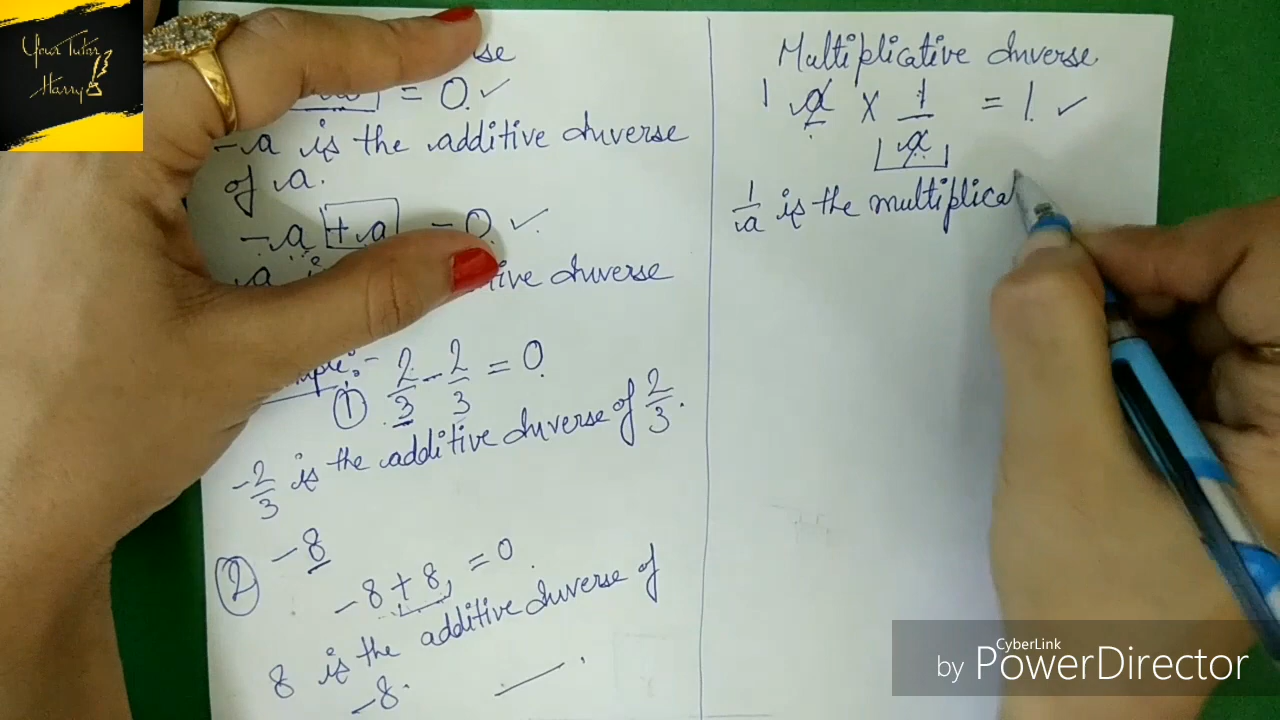 Your Tutor
Harry
= 0 ✓
-a is the additive inverse
of a.
-a +a = 0 ✓
inverse
① 2/3 - 2/3 = 0
-2/3 is the additive inverse of 2/3.
② -8
-8 + 8, = 0
8 is the additive inverse of
-8.
Multiplicative inverse
1 a × 1/a = 1. ✓
1/a is the multiplica
CyberLink
by PowerDirector